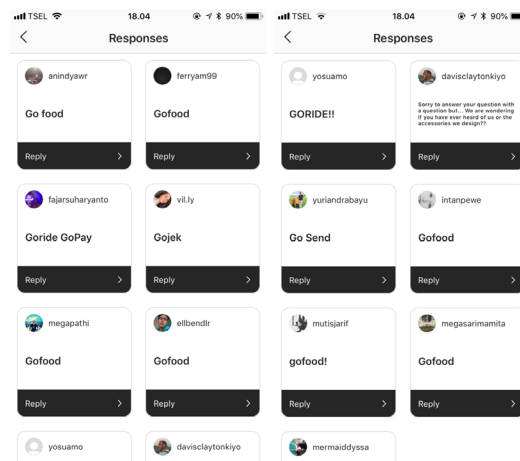 TSEL 18.04 90%
Responses
anindyawr
Go food
Reply
ferryam99
Gofood
Reply
fajarsuharyanto
Goride GoPay
Reply
vil.ly
Gojek
Reply
megapathi
Gofood
Reply
ellbendlr
Gofood
Reply
yosuamo
davisclaytonkiyo
TSEL 18.04 90%
Responses
yosuamo
GORIDE!!
Reply
davisclaytonkiyo
Sorry to answer your question with
a question but... We are wondering
if you have ever heard of us or the
accessories we design??
Reply
yuriandrabayu
Go Send
Reply
intanpewe
Gofood
Reply
mutisjarif
gofood!
Reply
megasarimamita
Gofood
Reply
mermaiddyssa